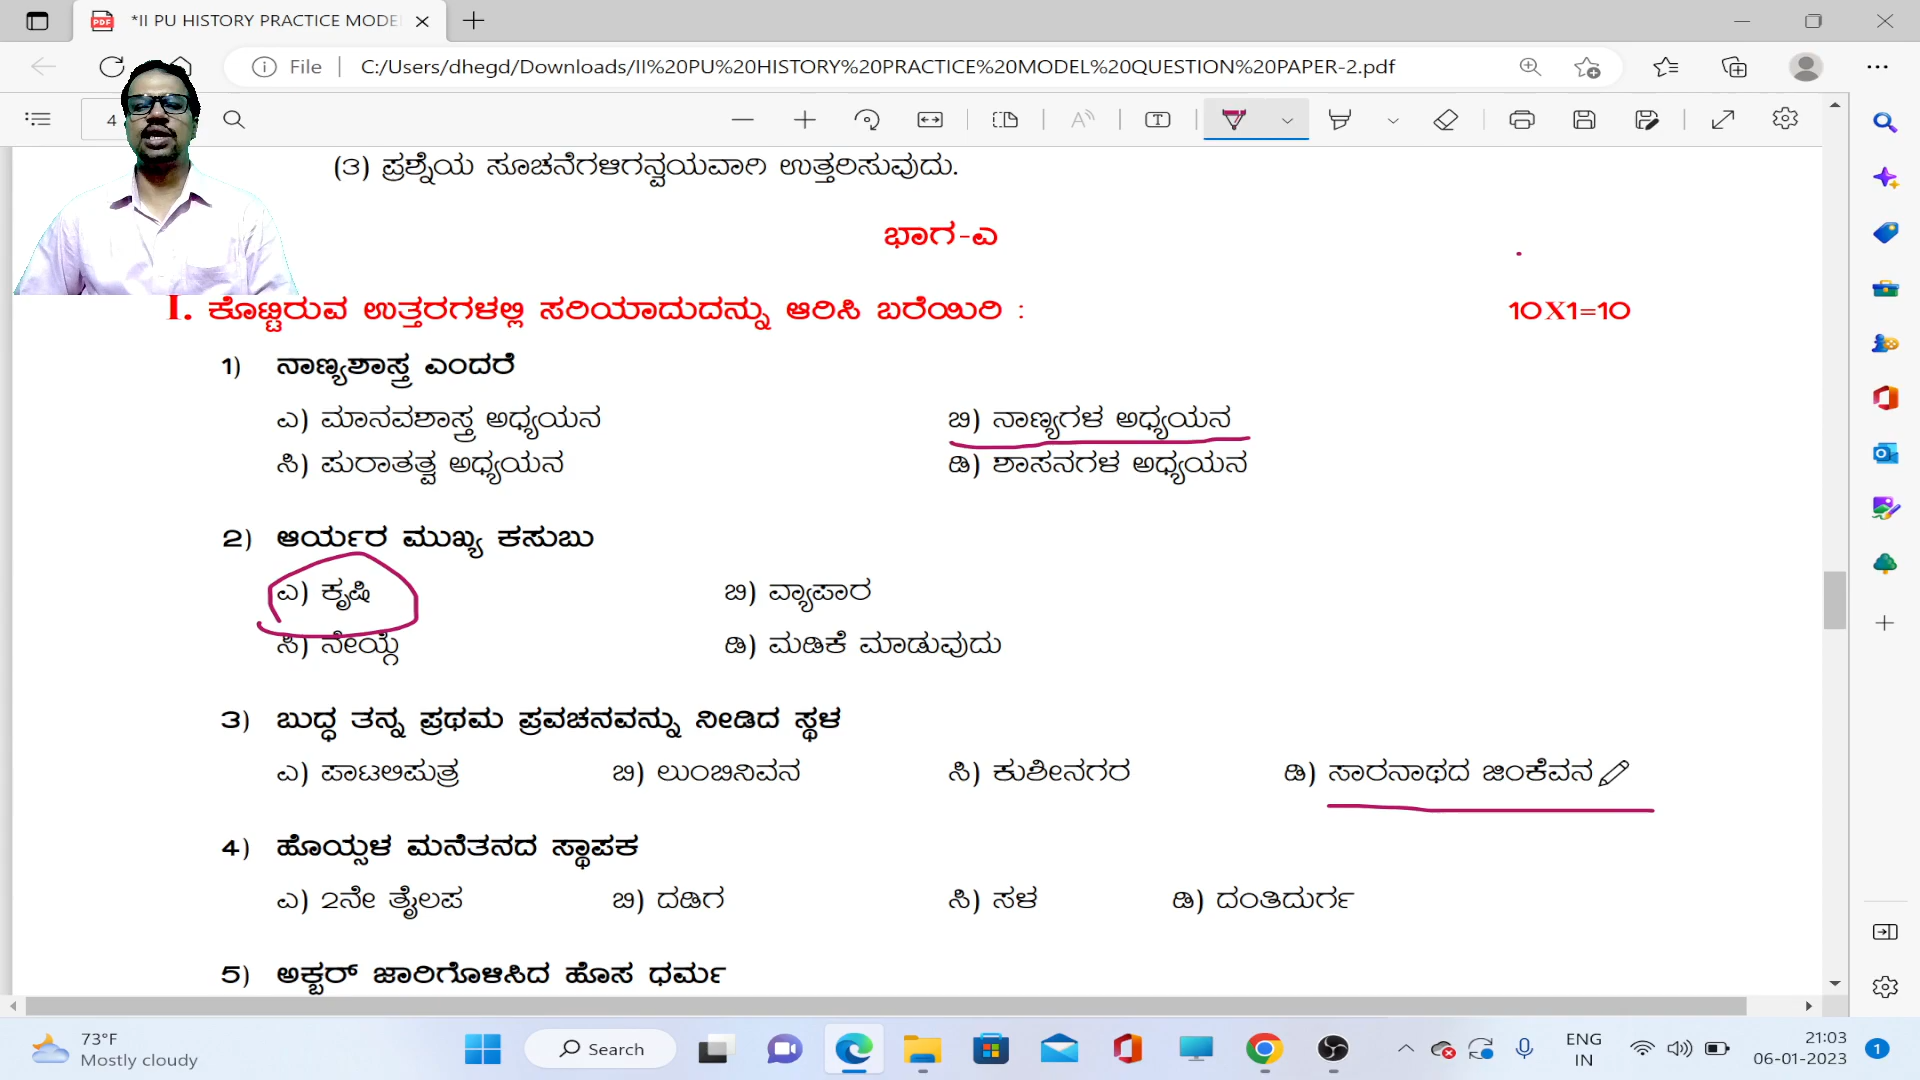 *II PU HISTORY PRACTICE MODE
File
C:/Users/dhegd/Downloads/II%20PU%20HISTORY%20PRACTICE%20MODEL%20QUESTION%20PAPER-2.pdf
4
(3) ಪ್ರಶ್ನೆಯ ಸೂಚನೆಗಳಿಗನ್ವಯವಾಗಿ ಉತ್ತರಿಸುವುದು.
ಭಾಗ-ಎ
I. ಕೊಟ್ಟಿರುವ ಉತ್ತರಗಳಲ್ಲಿ ಸರಿಯಾದುದನ್ನು ಆರಿಸಿ ಬರೆಯಿರಿ : 10X1=10
1) ನಾಣ್ಯಶಾಸ್ತ್ರ ಎಂದರೆ
ಎ) ಮಾನವಶಾಸ್ತ್ರ ಅಧ್ಯಯನ ಬಿ) ನಾಣ್ಯಗಳ ಅಧ್ಯಯನ
ಸಿ) ಪುರಾತತ್ವ ಅಧ್ಯಯನ ಡಿ) ಶಾಸನಗಳ ಅಧ್ಯಯನ
2) ಆರ್ಯರ ಮುಖ್ಯ ಕಸುಬು
ಎ) ಕೃಷಿ ಬಿ) ವ್ಯಾಪಾರ
ಸಿ) ನೇಯ್ಗೆ ಡಿ) ಮಡಿಕೆ ಮಾಡುವುದು
3) ಬುದ್ಧ ತನ್ನ ಪ್ರಥಮ ಪ್ರವಚನವನ್ನು ನೀಡಿದ ಸ್ಥಳ
ಎ) ಪಾಟಲಿಪುತ್ರ ಬಿ) ಲುಂಬಿನಿವನ ಸಿ) ಕುಶೀನಗರ ಡಿ) ಸಾರನಾಥದ ಜಿಂಕೆವನ
4) ಹೊಯ್ಸಳ ಮನೆತನದ ಸ್ಥಾಪಕ
ಎ) 2ನೇ ತೈಲಪ ಬಿ) ದಡಿಗ ಸಿ) ಸಳ ಡಿ) ದಂತಿದುರ್ಗ
5) ಅಕ್ಬರ್ ಜಾರಿಗೊಳಿಸಿದ ಹೊಸ ಧರ್ಮ
73°F
Mostly cloudy
Search
ENG
IN
21:03
06-01-2023
1